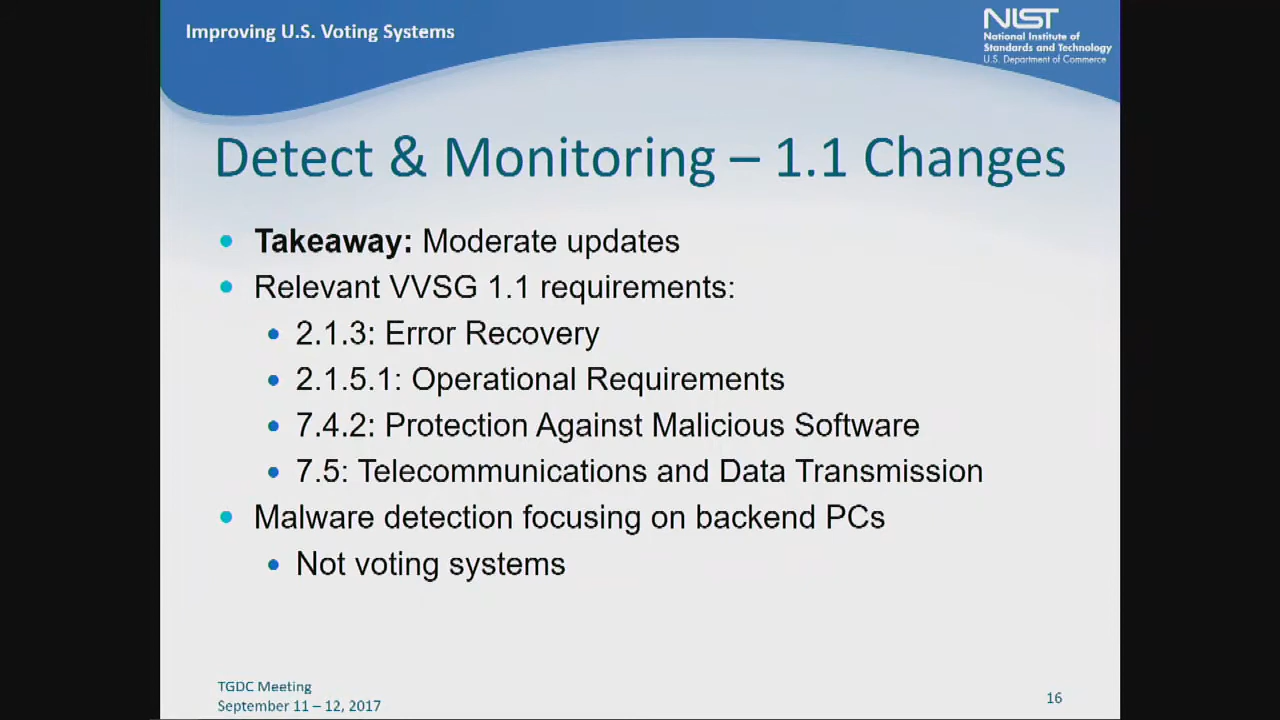 Improving U.S. Voting Systems
NIST
National Institute of
Standards and Technology
U.S. Department of Commerce
Detect & Monitoring – 1.1 Changes
Takeaway: Moderate updates
Relevant VVSG 1.1 requirements:
2.1.3: Error Recovery
2.1.5.1: Operational Requirements
7.4.2: Protection Against Malicious Software
7.5: Telecommunications and Data Transmission
Malware detection focusing on backend PCs
Not voting systems
TGDC Meeting
September 11 – 12, 2017
16